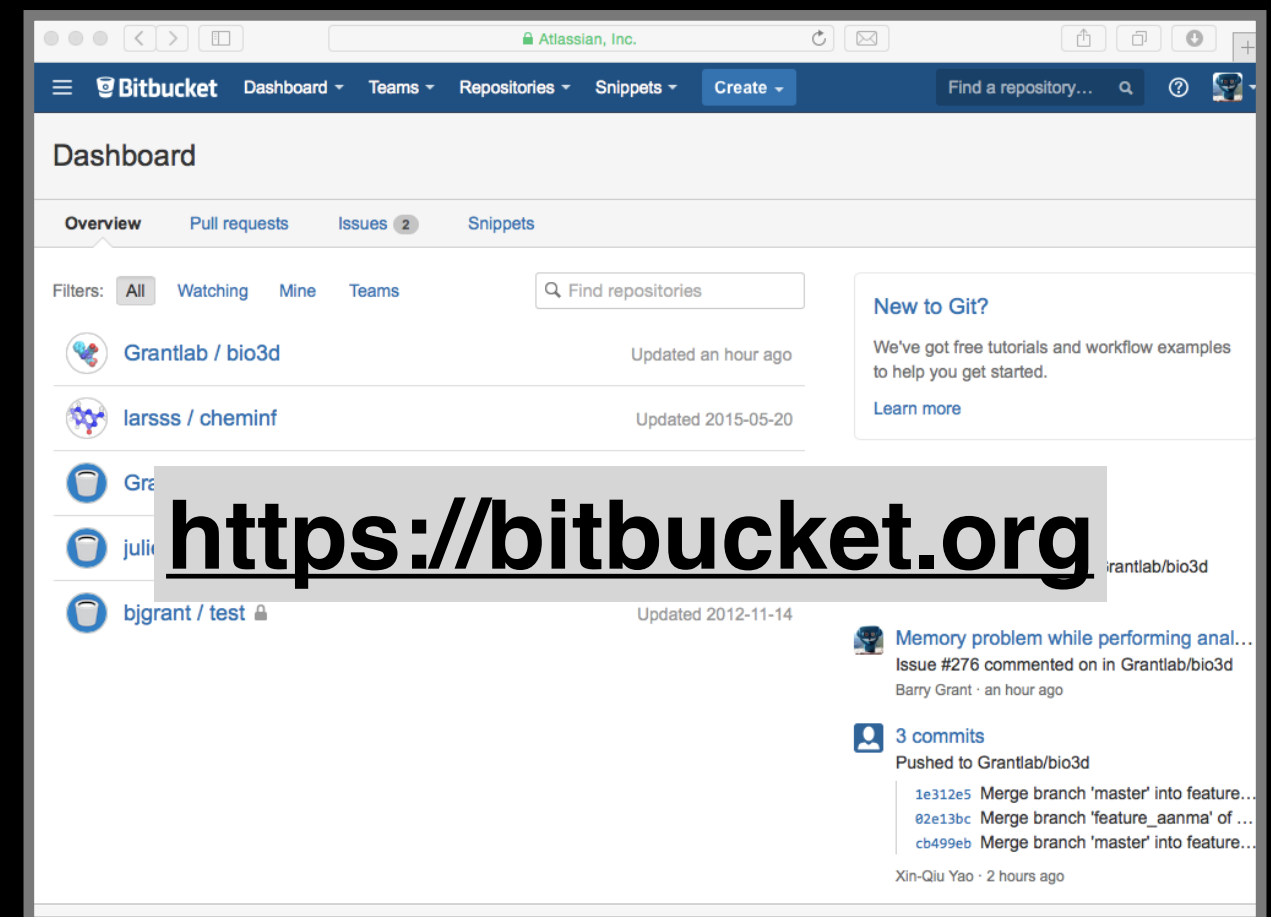 Atlassian, Inc.
Bitbucket Dashboard Teams Repositories Snippets Create Find a repository...
Dashboard
Overview Pull requests Issues 2 Snippets
Filters: All Watching Mine Teams Find repositories
Grantlab / bio3d Updated an hour ago
larsss / cheminf Updated 2015-05-20
https://bitbucket.org
bjgrant / test Updated 2012-11-14
New to Git?
We've got free tutorials and workflow examples
to help you get started.
Learn more
Grantlab/bio3d
Memory problem while performing anal...
Issue #276 commented on in Grantlab/bio3d
Barry Grant · an hour ago
3 commits
Pushed to Grantlab/bio3d
1e312e5 Merge branch 'master' into feature...
02e13bc Merge branch 'feature_aanma' of ...
cb499eb Merge branch 'master' into feature...
Xin-Qiu Yao · 2 hours ago